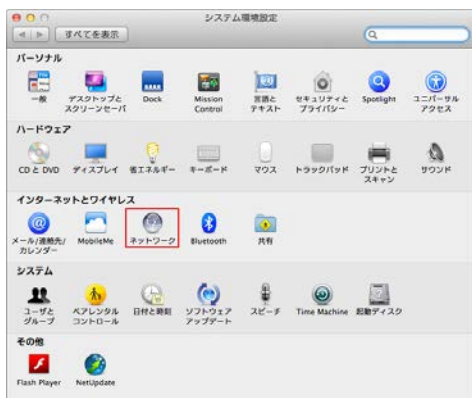 システム環境設定
すべてを表示
パーソナル
一般
デスクトップと
スクリーンセーバ
Dock
Mission
Control
言語と
テキスト
セキュリティと
プライバシー
Spotlight
ユニバーサル
アクセス
ハードウェア
CD と DVD
ディスプレイ
省エネルギー
キーボード
マウス
トラックパッド
プリントと
スキャン
サウンド
インターネットとワイヤレス
メール/連絡先/
カレンダー
MobileMe
ネットワーク
Bluetooth
共有
システム
ユーザと
グループ
ペアレンタル
コントロール
日付と時刻
ソフトウェア
アップデート
スピーチ
Time Machine
起動ディスク
その他
Flash Player
NetUpdate